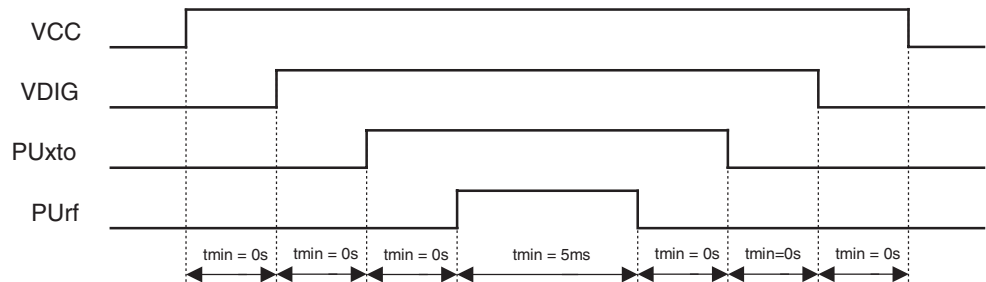 VCC
VDIG
PUxto
PUrf
tmin = 0s tmin = 0s tmin = 0s tmin = 5ms tmin = 0s tmin=0s tmin = 0s